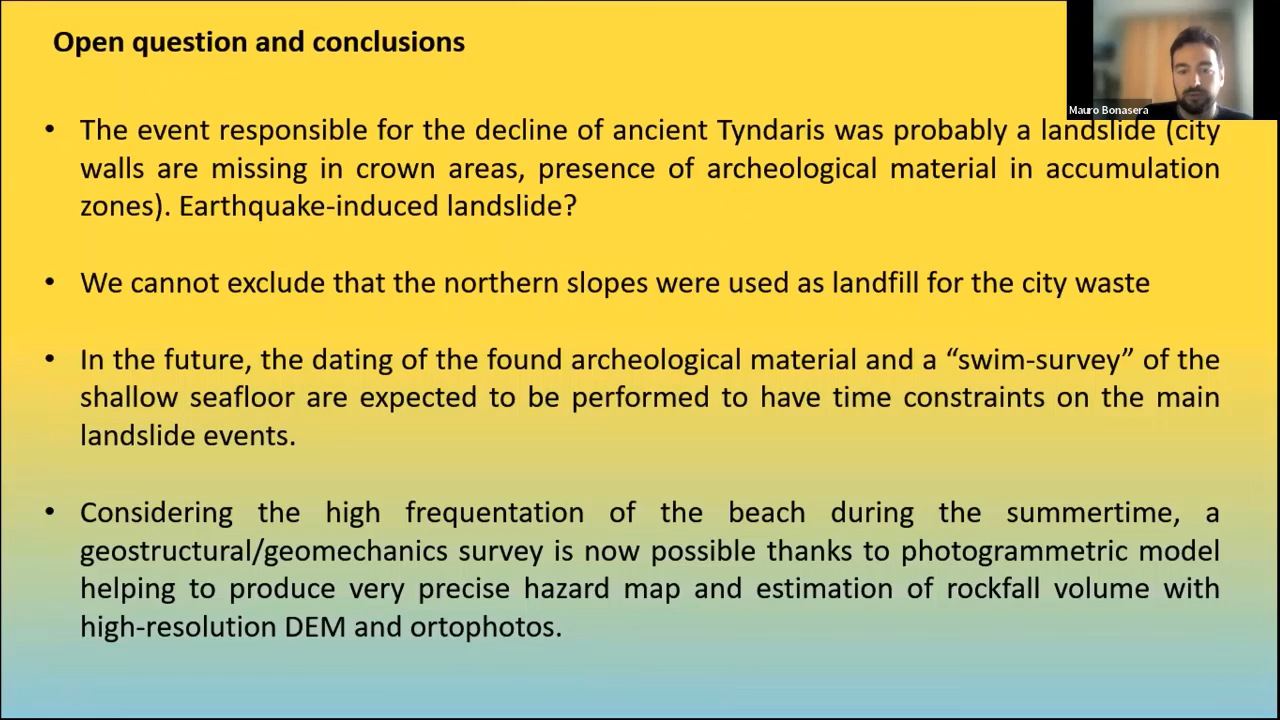 Open question and conclusions
Mauro Bonasera
• The event responsible for the decline of ancient Tyndaris was probably a landslide (city
walls are missing in crown areas, presence of archeological material in accumulation
zones). Earthquake-induced landslide?
• We cannot exclude that the northern slopes were used as landfill for the city waste
• In the future, the dating of the found archeological material and a “swim-survey” of the
shallow seafloor are expected to be performed to have time constraints on the main
landslide events.
• Considering the high frequentation of the beach during the summertime, a
geostructural/geomechanics survey is now possible thanks to photogrammetric model
helping to produce very precise hazard map and estimation of rockfall volume with
high-resolution DEM and ortophotos.